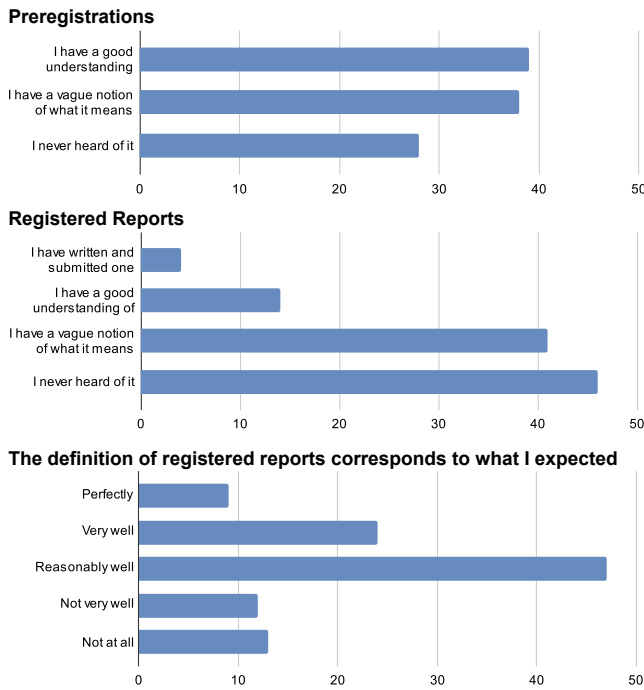 Preregistrations
I have a good
understanding
I have a vague notion
of what it means
I never heard of it
0 10 20 30 40 50
Registered Reports
I have written and
submitted one
I have a good
understanding of
I have a vague notion
of what it means
I never heard of it
0 10 20 30 40 50
The definition of registered reports corresponds to what I expected
Perfectly
Very well
Reasonably well
Not very well
Not at all
0 10 20 30 40 50